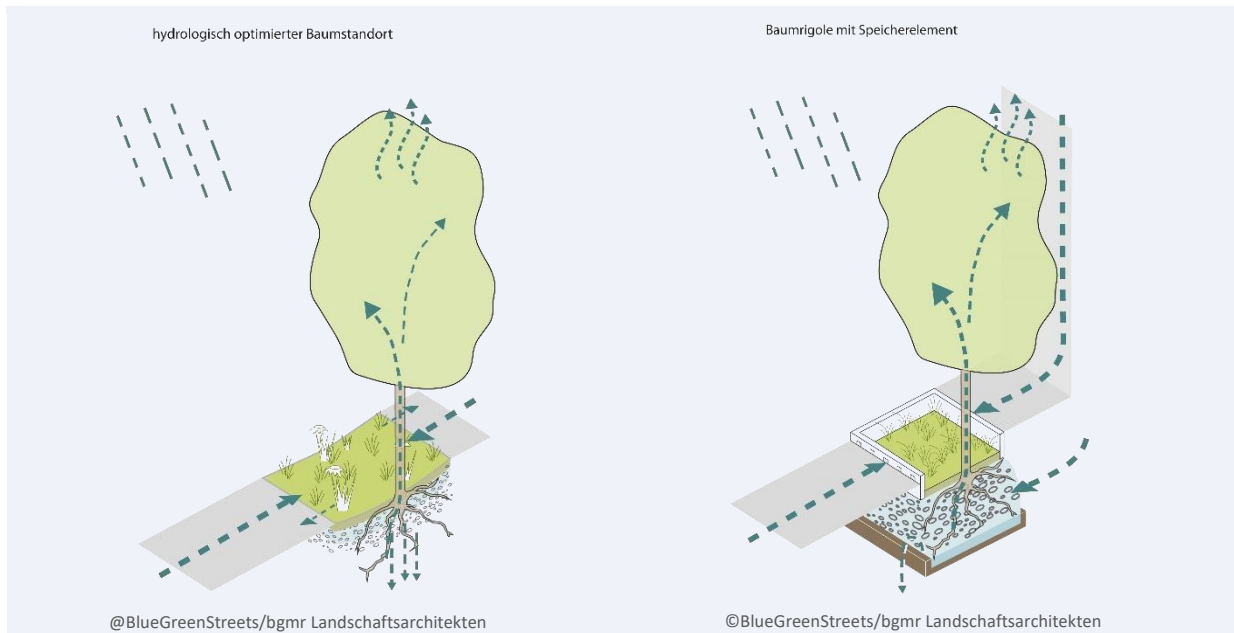 hydrologisch optimierter Baumstandort
Baumrigole mit Speicherelement
@BlueGreenStreets/bgmr Landschaftsarchitekten
©BlueGreenStreets/bgmr Landschaftsarchitekten